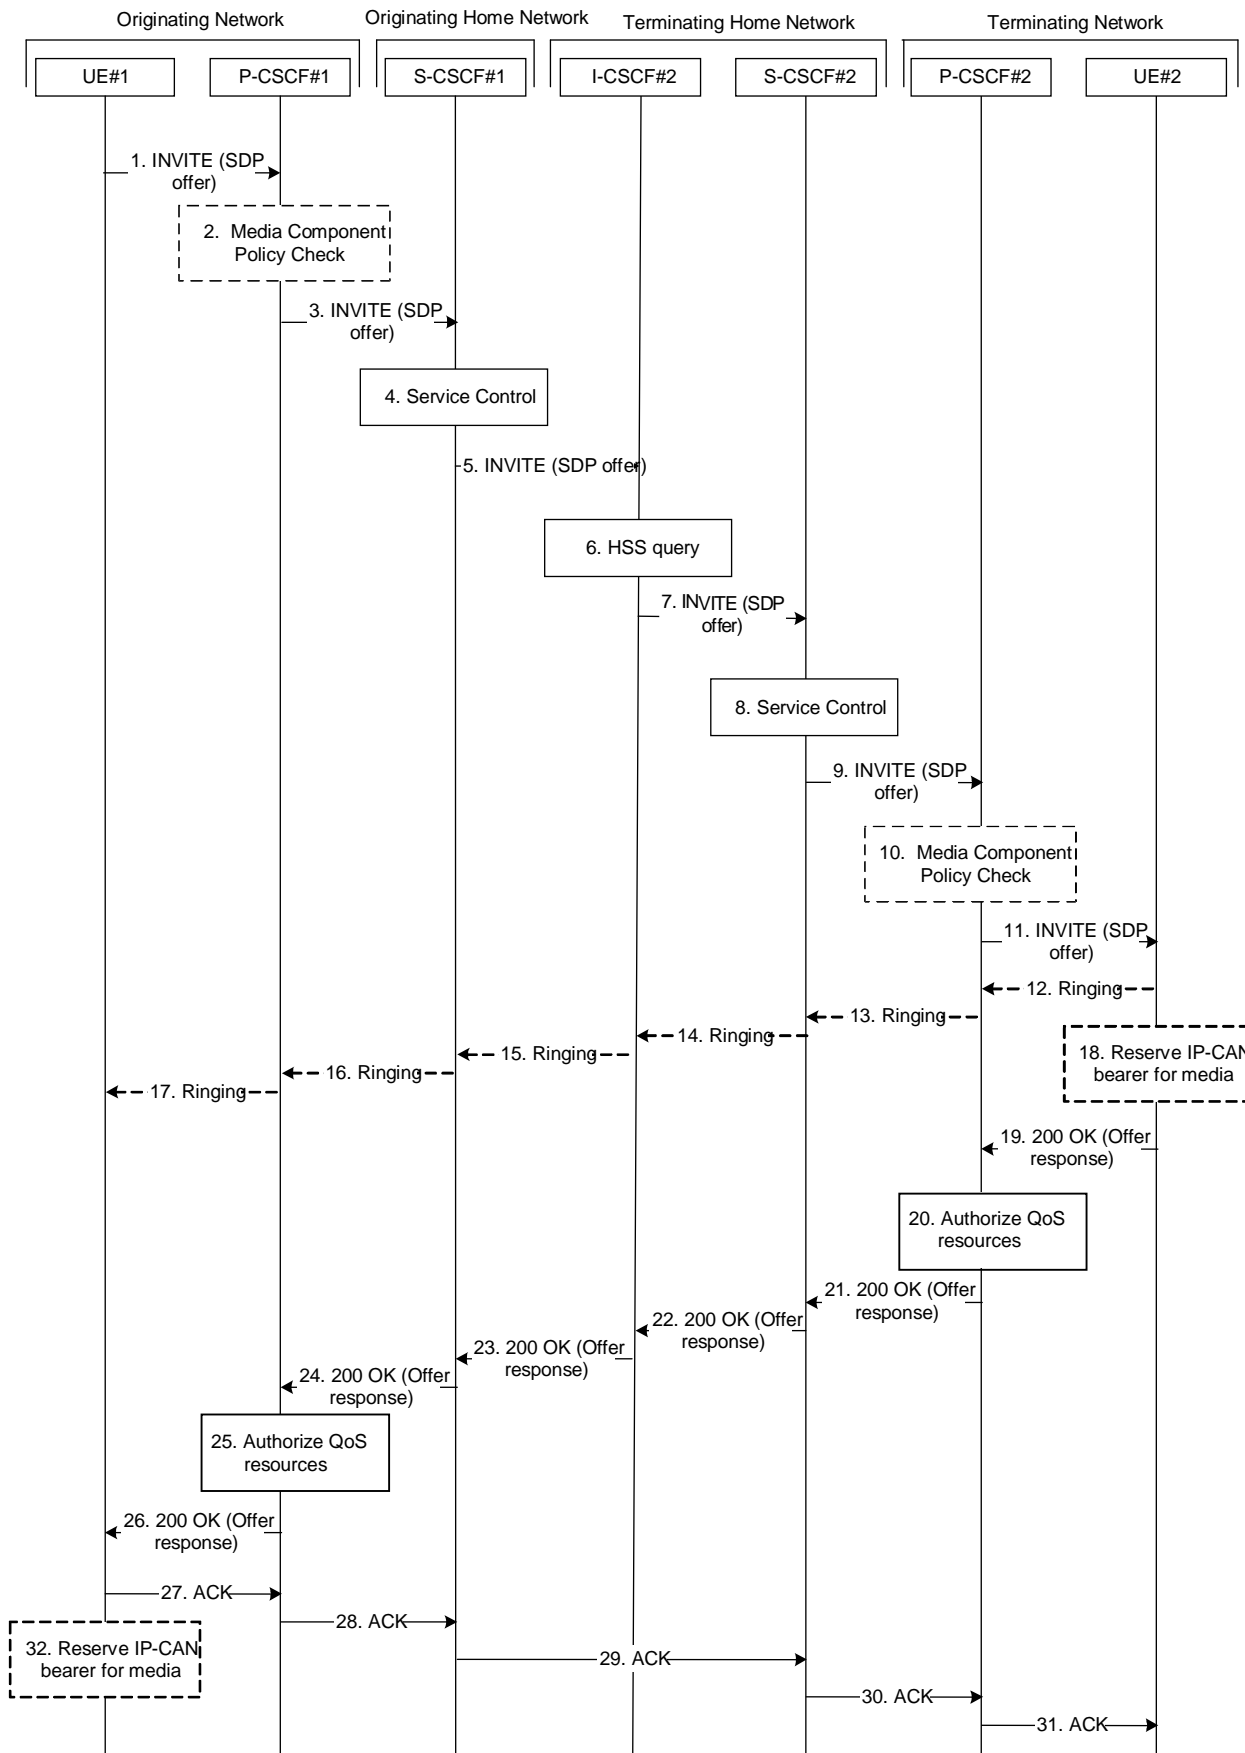 Originating Network
Originating Home Network
Terminating Home Network
Terminating Network
UE#1
P-CSCF#1
S-CSCF#1
I-CSCF#2
S-CSCF#2
P-CSCF#2
UE#2
1. INVITE (SDP
offer)
2. Media Component
Policy Check
3. INVITE (SDP
offer)
4. Service Control
5. INVITE (SDP offer)
6. HSS query
7. INVITE (SDP
offer)
8. Service Control
9. INVITE (SDP
offer)
10. Media Component
Policy Check
11. INVITE (SDP
offer)
12. Ringing
13. Ringing
14. Ringing
15. Ringing
16. Ringing
17. Ringing
18. Reserve IP-CAN
bearer for media
19. 200 OK (Offer
response)
20. Authorize QoS
resources
21. 200 OK (Offer
response)
22. 200 OK (Offer
response)
23. 200 OK (Offer
response)
24. 200 OK (Offer
response)
25. Authorize QoS
resources
26. 200 OK (Offer
response)
27. ACK
28. ACK
32. Reserve IP-CAN
bearer for media
29. ACK
30. ACK
31. ACK